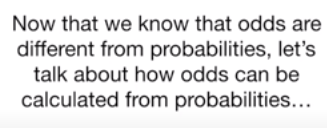 Now that we know that odds are
different from probabilities, let's
talk about how odds can be
calculated from probabilities...